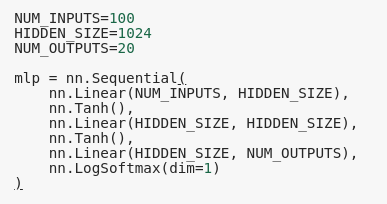 NUM_INPUTS=100
HIDDEN_SIZE=1024
NUM_OUTPUTS=20

mlp = nn.Sequential(
    nn.Linear(NUM_INPUTS, HIDDEN_SIZE),
    nn.Tanh(),
    nn.Linear(HIDDEN_SIZE, HIDDEN_SIZE),
    nn.Tanh(),
    nn.Linear(HIDDEN_SIZE, NUM_OUTPUTS),
    nn.LogSoftmax(dim=1)
)